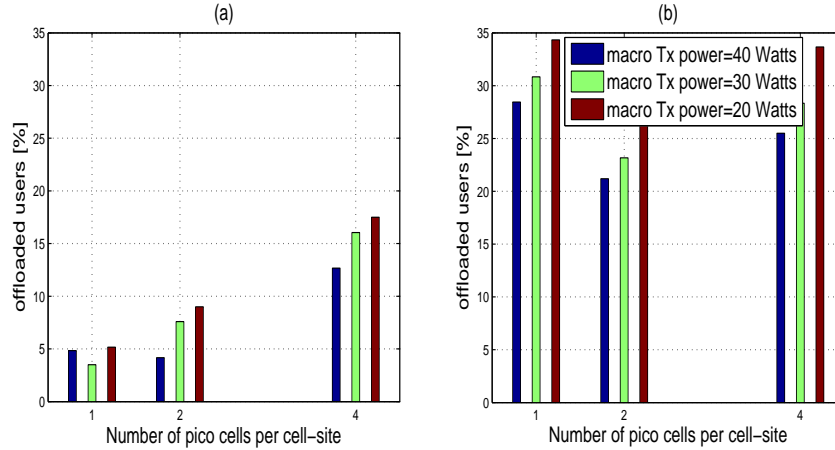 (a)
35
30
25
20
15
10
5
0
offloaded users [%]
1
2
4
Number of pico cells per cell-site
(b)
35
30
25
20
15
10
5
0
offloaded users [%]
macro Tx power=40 Watts
macro Tx power=30 Watts
macro Tx power=20 Watts
1
2
4
Number of pico cells per cell-site